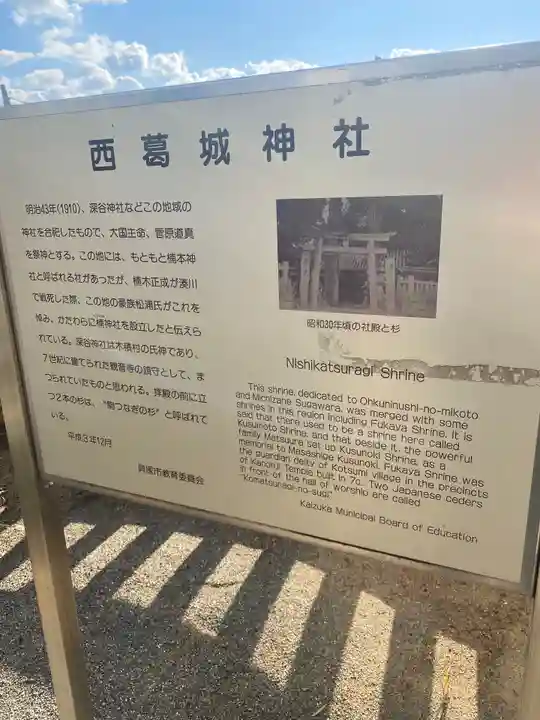 西葛城神社
明治43年(1910)、深谷神社などこの地域の
神社を合祀したもので、大国主命、菅原道真
を祭神とする。この地には、もともと楠本神
社と呼ばれる社があったが、楠木正成が湊川
で戦死した際、この地の豪族松浦氏がこれを
悼み、かたわらに楠神社を設立したと伝えら
れている。深谷神社は木積村の氏神であり、
7世紀に建てられた観音寺の鎮守として、ま
つられていたものと思われる。拝殿の前に立
つ2本の杉は、"駒つなぎの杉"と呼ばれて
いる。
平成3年12月
貝塚市教育委員会
昭和30年頃の社殿と杉
Nishikatsuragi Shrine
This shrine, dedicated to Ohkuninushi-no-mikoto
and Michizane Sugawara, was merged with some
shrines in this region including Fukaya Shrine. It is
said that there used to be a shrine here called
Kusumoto Shrine, and that beside it, the powerful
family Matsuura set up Kusunoki Shrine, as a
memorial to Masashige Kusunoki. Fukaya Shrine was
the guardian deity of Kotsumi village in the precincts
of Kannonji Temple built in 7c. Two Japanese ceders
in front of the hall of worship are called
"Komatsunagi-no-sugi".
Kaizuka Municipal Board of Education